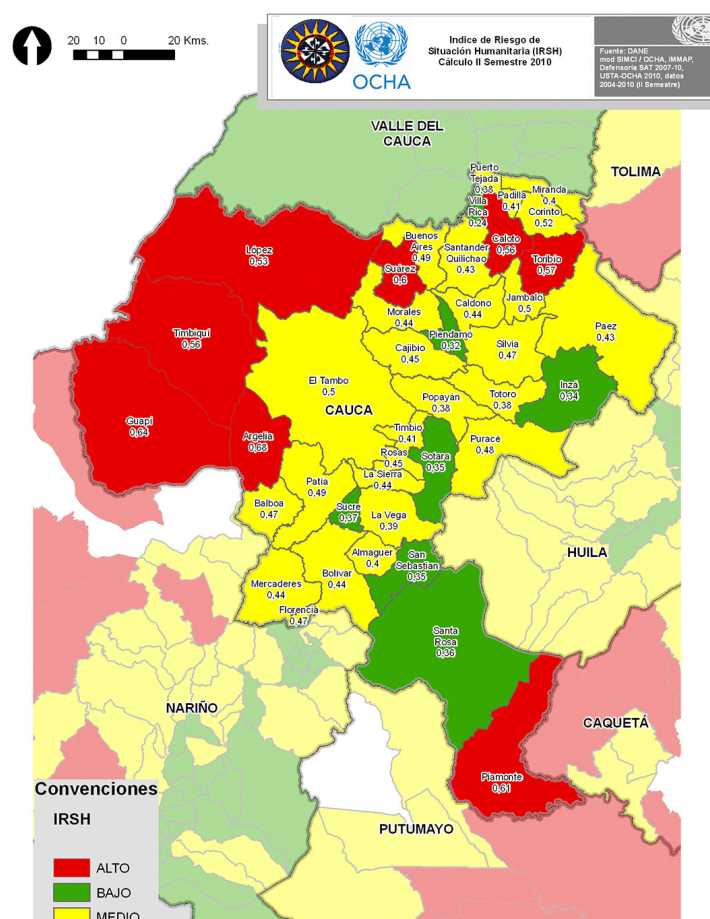 20 10 0 20 Kms.
OCHA
Indice de Riesgo de
Situación Humanitaria (IRSH)
Cálculo II Semestre 2010
Fuente: DANE
mod SIMCI / OCHA, iMMAP,
Defensoria SAT 2007-10,
USTA-OCHA 2010, datos
2004-2010 (II Semestre)
VALLE DEL
CAUCA
TOLIMA
Puerto
Tejada
0,38
Padilla
0,41
Miranda
0,4
Villa
Rica
0,24
Corinto
0,52
López
0,53
Buenos
Aires
0,49
Santander
Quilichao
0,43
Caloto
0,56
Toribio
0,57
Suárez
0,6
Morales
0,44
Caldono
0,44
Jambalo
0,5
Timbiquí
0,56
Piendamó
0,32
Paez
0,43
Cajibio
0,45
Silvia
0,47
El Tambo
0,5
Inzá
0,34
CAUCA
Popayán
0,38
Totoro
0,38
Guapí
0,64
Argelia
0,68
Timbio
0,41
Puracé
0,48
Rosas
0,45
Sotara
0,35
La Sierra
0,44
Patia
0,49
Balboa
0,47
Sucre
0,37
La Vega
0,39
HUILA
Almaguer
0,4
San
Sebastian
0,35
Mercaderes
0,44
Bolivar
0,44
Florencia
0,47
Santa
Rosa
0,36
NARIÑO
CAQUETÁ
Piamonte
0,61
PUTUMAYO
Convenciones
IRSH
ALTO
BAJO
MEDIO